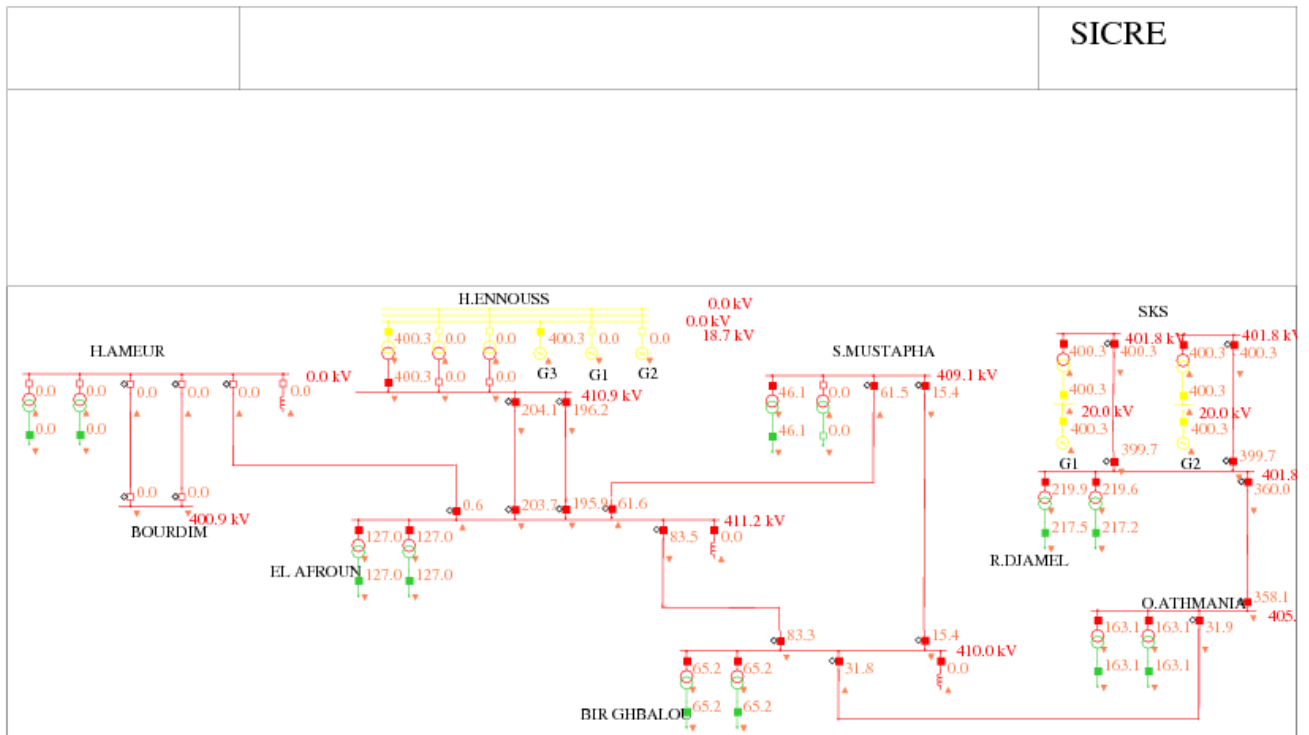 SICRE
H.ENNOUSS
0.0 kV
0.0 kV
18.7 kV
SKS
401.8 kV
401.8 kV
400.3
0.0
0.0
400.3
0.0
0.0
400.3
400.3
400.3
400.3
G3
G1
G2
H.AMEUR
S.MUSTAPHA
0.0 kV
409.1 kV
400.3
0.0
0.0
410.9 kV
0.0
0.0
0.0
0.0
0.0
0.0
46.1
0.0
61.5
15.4
400.3
400.3
204.1
196.2
20.0 kV
20.0 kV
0.0
0.0
46.1
0.0
400.3
400.3
G1
399.7
G2
399.7
401.8
219.9
219.6
360.0
0.0
0.0
400.9 kV
BOURDIM
0.6
203.7
195.9
61.6
411.2 kV
217.5
217.2
R.DJAMEL
127.0
127.0
83.5
0.0
EL AFROUN
127.0
127.0
O.ATHMANIA
358.1
405.
163.1
163.1
31.9
83.3
15.4
410.0 kV
163.1
163.1
65.2
65.2
31.8
0.0
BIR GHBALOU
65.2
65.2